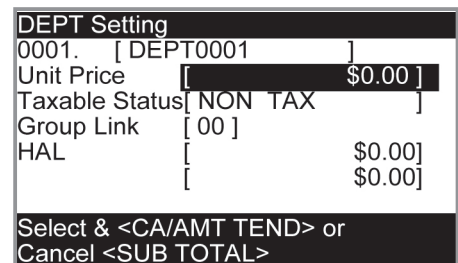 DEPT Setting
0001. [ DEPT0001 ]
Unit Price [ $0.00 ]
Taxable Status[ NON TAX ]
Group Link [ 00 ]
HAL [ $0.00]
[ $0.00]
Select & <CA/AMT TEND> or
Cancel <SUB TOTAL>